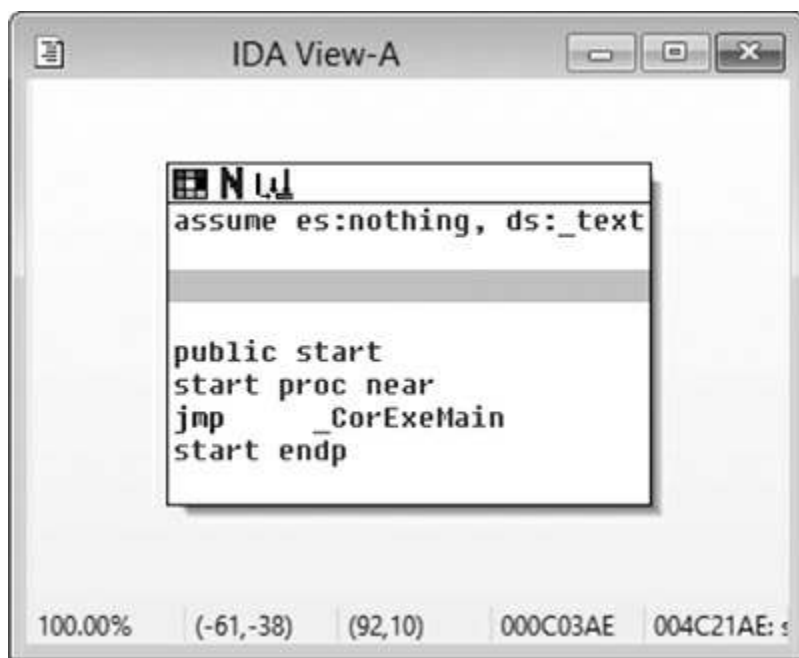 IDA View-A
assume es:nothing, ds:_text
public start
start proc near
jmp _CorExeMain
start endp
100.00% (-61,-38) (92,10) 000C03AE 004C21AE: